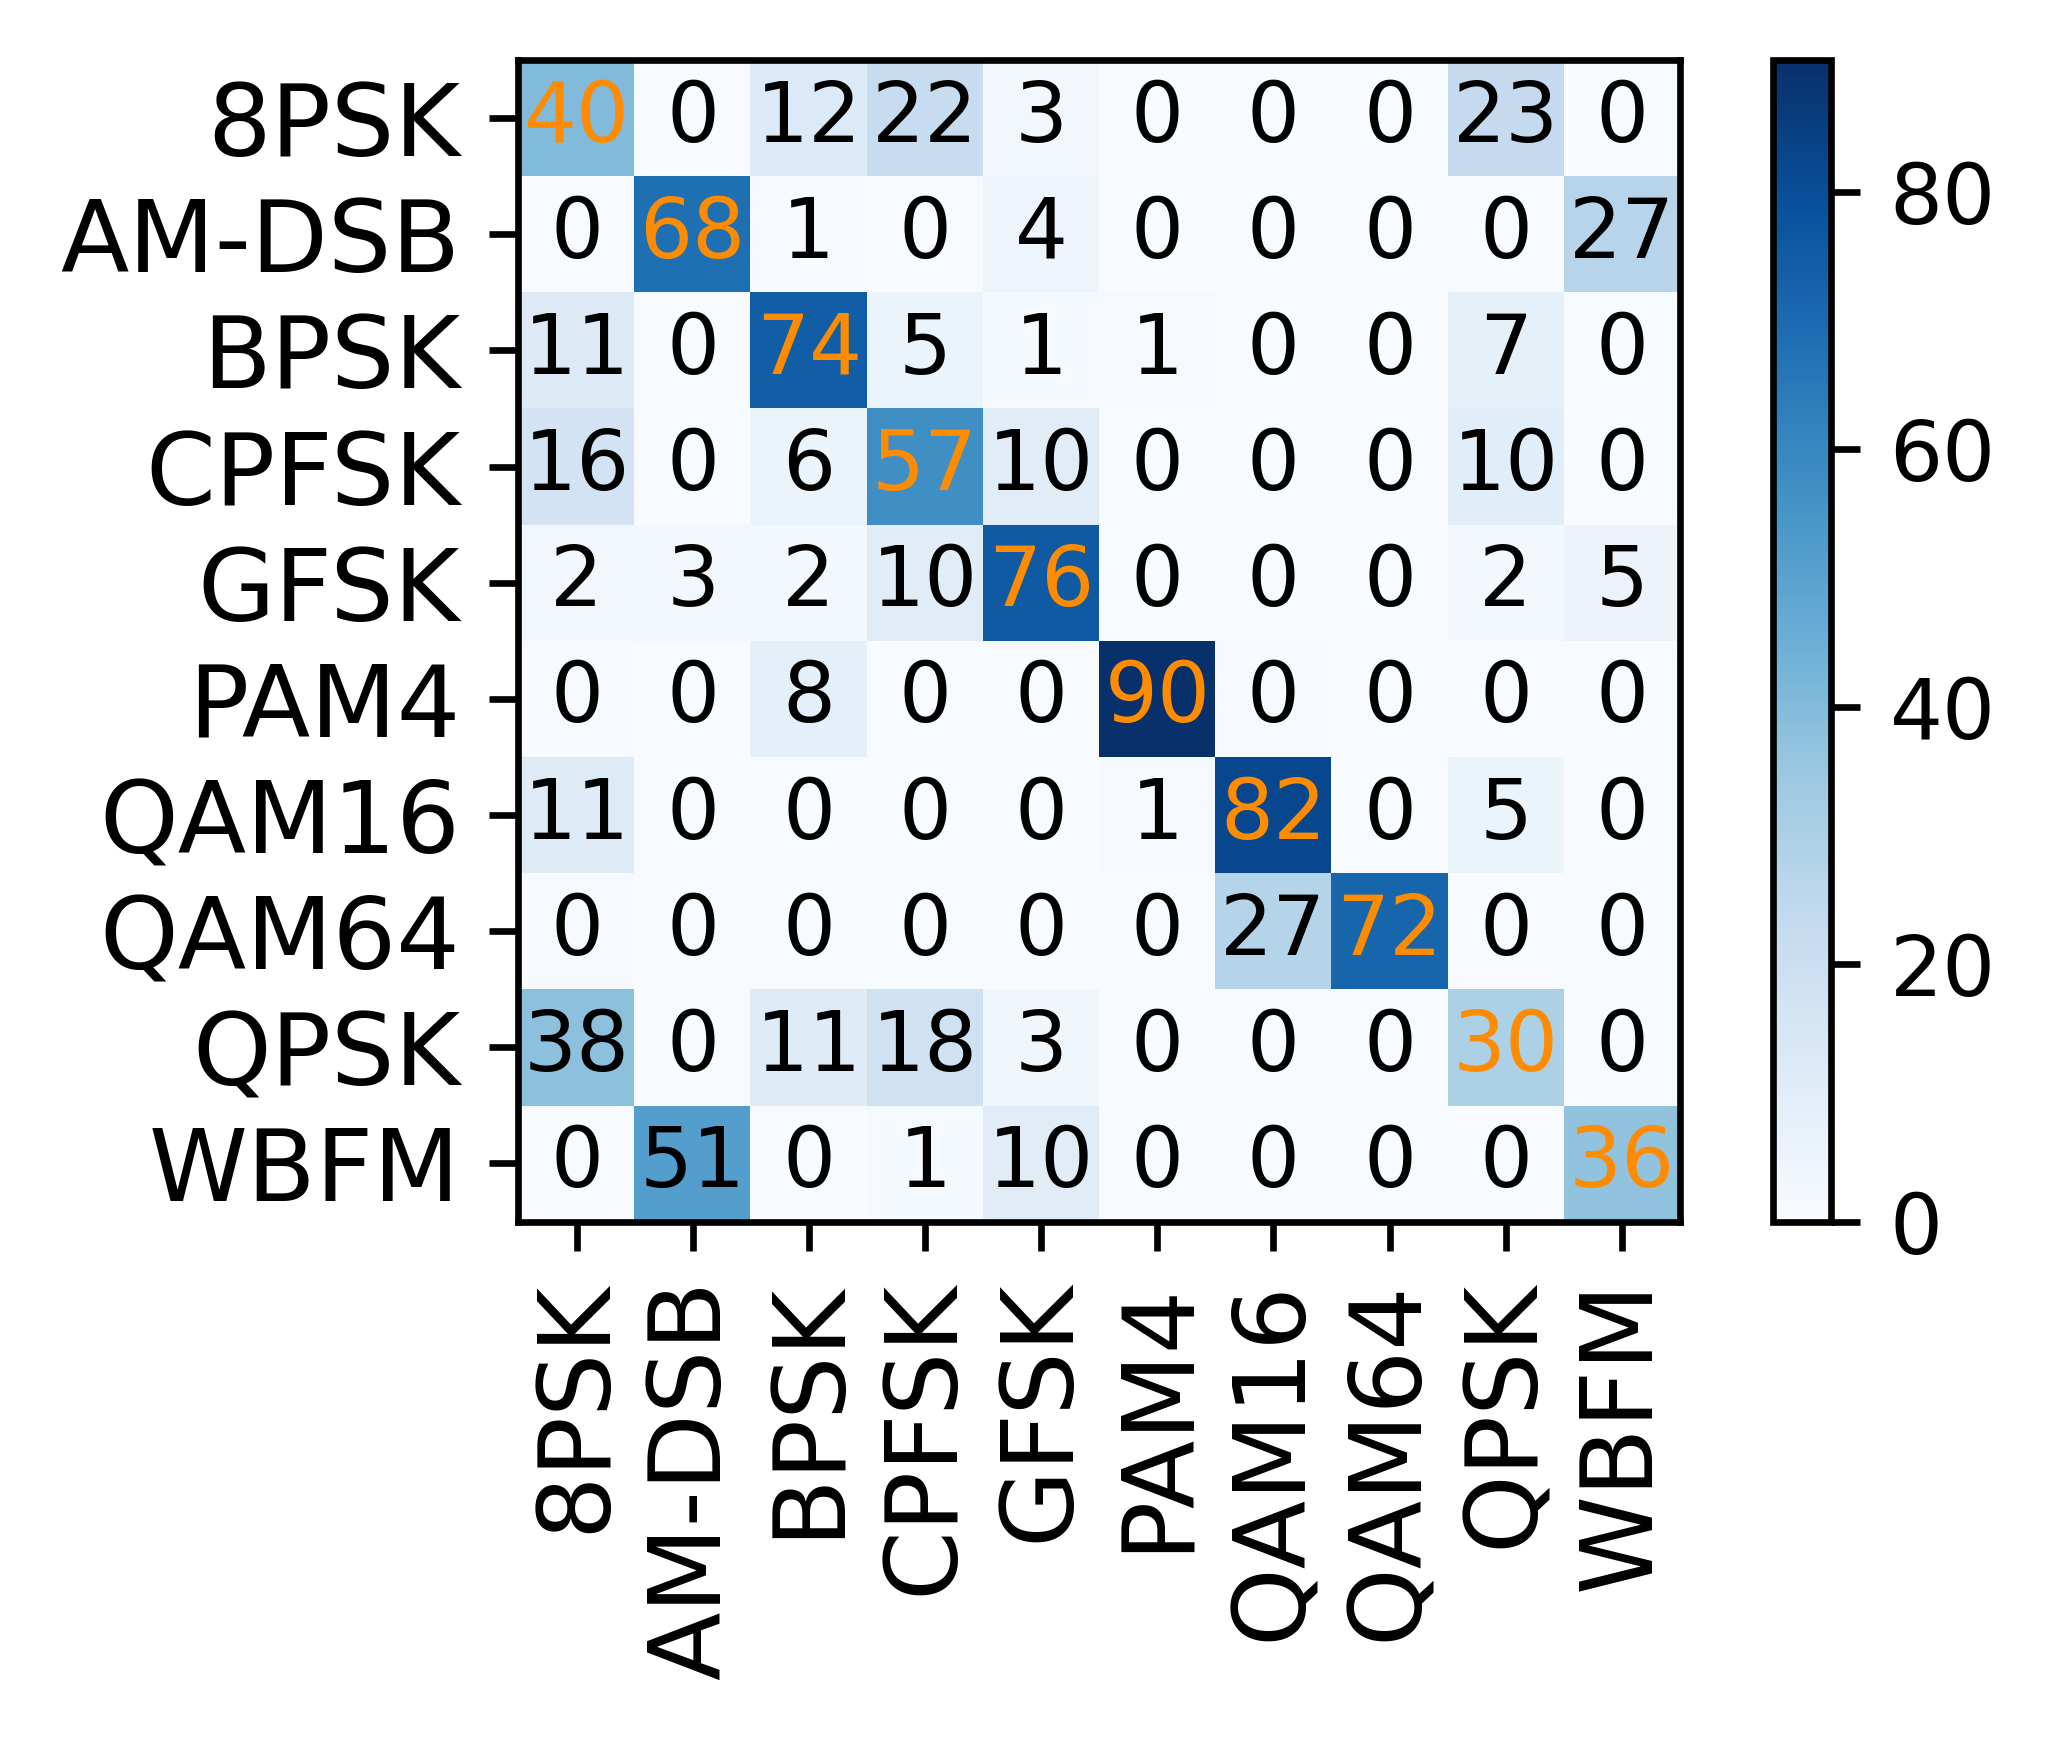 8PSK 40 0 12 22 3 0 0 0 23 0
AM-DSB 0 68 1 0 4 0 0 0 0 27
BPSK 11 0 74 5 1 1 0 0 7 0
CPFSK 16 0 6 57 10 0 0 0 10 0
GFSK 2 3 2 10 76 0 0 0 2 5
PAM4 0 0 8 0 0 90 0 0 0 0
QAM16 11 0 0 0 0 1 82 0 5 0
QAM64 0 0 0 0 0 0 27 72 0 0
QPSK 38 0 11 18 3 0 0 0 30 0
WBFM 0 51 0 1 10 0 0 0 0 36
8PSK AM-DSB BPSK CPFSK GFSK PAM4 QAM16 QAM64 QPSK WBFM
80
60
40
20
0